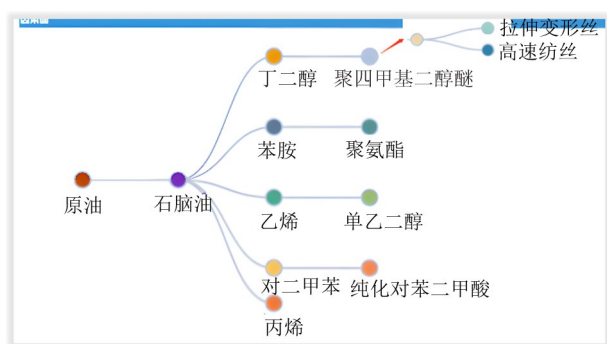 拉伸变形丝
高速纺丝
丁二醇
聚四甲基二醇醚
苯胺
聚氨酯
原油
石脑油
乙烯
单乙二醇
对二甲苯
纯化对苯二甲酸
丙烯